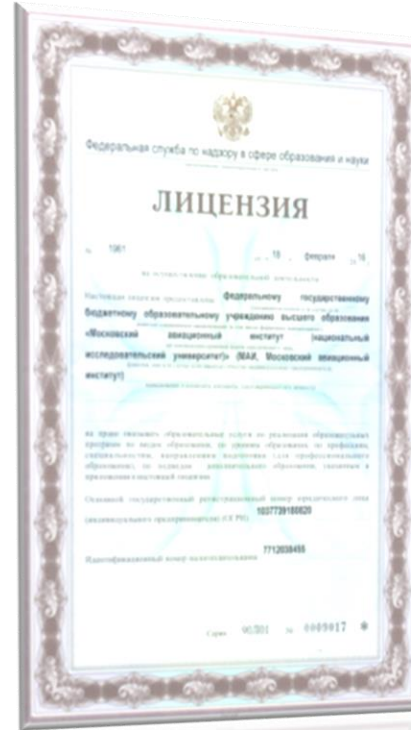 Федеральная служба по надзору в сфере образования и науки
ЛИЦЕНЗИЯ
№ 1961 18 февраля 16
на осуществление образовательной деятельности
Настоящая лицензия предоставлена федеральному государственному
бюджетному образовательному учреждению высшего образования
«Московский авиационный институт (национальный
исследовательский университет)» (МАИ, Московский авиационный
институт)
на право оказывать образовательные услуги по реализации образовательных
программ по видам образования, по уровням образования, по профессиям,
специальностям, направлениям подготовки (для профессионального
образования), по подвидам дополнительного образования, указанным в
приложении к настоящей лицензии
Основной государственный регистрационный номер юридического лица
(индивидуального предпринимателя) (ОГРН)
Идентификационный номер налогоплательщика
Серия 90Л01 № 0009017 *